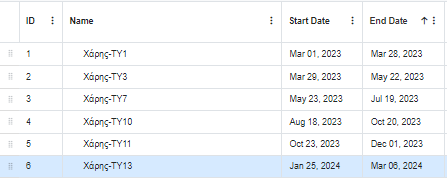 ID Name Start Date End Date
1 Χάρης-TY1 Mar 01, 2023 Mar 28, 2023
2 Χάρης-TY3 Mar 29, 2023 May 22, 2023
3 Χάρης-TY7 May 23, 2023 Jul 19, 2023
4 Χάρης-TY10 Aug 18, 2023 Oct 20, 2023
5 Χάρης-TY11 Oct 23, 2023 Dec 01, 2023
6 Χάρης-TY13 Jan 25, 2024 Mar 06, 2024